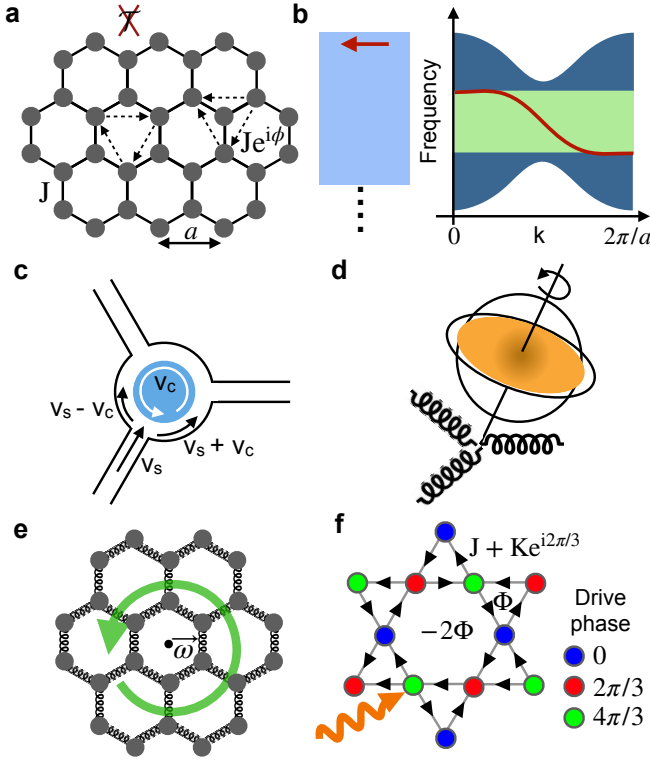 a
𝒯
Je^{iϕ}
J
a
b
Frequency
0
k
2π/a
c
v_c
v_s - v_c
v_s + v_c
v_s
d
e
ω⃗
f
J + Ke^{i2π/3}
Φ
−2Φ
Drive
phase
0
2π/3
4π/3